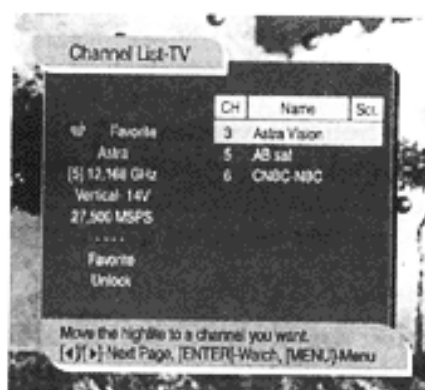 Channel List-TV
CH Name Scr.
Favorite
3 Astra Vision
Astra
5 AB sat
[5] 12,168 GHz
6 CNBC-NBC
Vertical- 14V
27,500 MSPS
....
Favorite
Unlock
Move the highlite to a channel you want.
[◄]/[►]-Next Page, [ENTER]-Watch, [MENU]-Menu